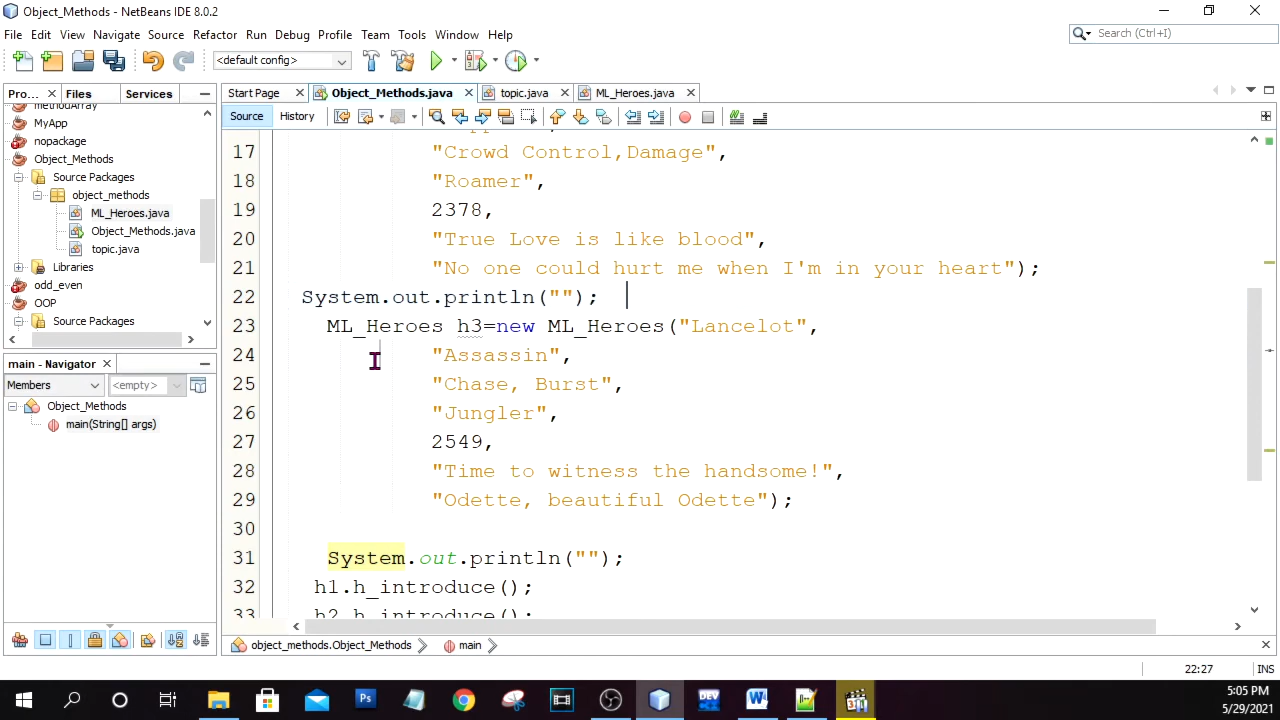 Object_Methods - NetBeans IDE 8.0.2
File Edit View Navigate Source Refactor Run Debug Profile Team Tools Window Help
Search (Ctrl+I)
<default config>
Pro... Files Services
Start Page Object_Methods.java topic.java ML_Heroes.java
Source History
methodArray
MyApp
nopackage
Object_Methods
Source Packages
object_methods
ML_Heroes.java
Object_Methods.java
topic.java
Libraries
odd_even
OOP
Source Packages
main - Navigator
Members <empty>
Object_Methods
main(String[] args)
17 "Crowd Control,Damage",
18 "Roamer",
19 2378,
20 "True Love is like blood",
21 "No one could hurt me when I'm in your heart");
22 System.out.println("");
23 ML_Heroes h3=new ML_Heroes("Lancelot",
24 "Assassin",
25 "Chase, Burst",
26 "Jungler",
27 2549,
28 "Time to witness the handsome!",
29 "Odette, beautiful Odette");
30
31 System.out.println("");
32 h1.h_introduce();
33 h2.h_introduce();
object_methods.Object_Methods main
22:27 INS
5:05 PM
5/29/2021